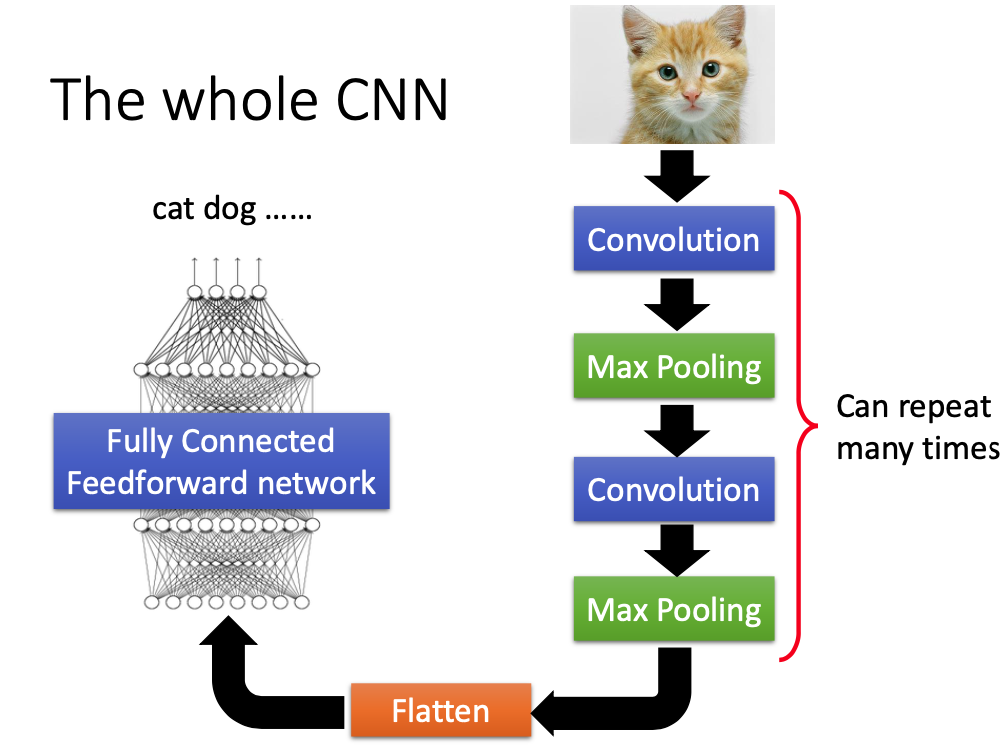 The whole CNN
cat dog ……
Convolution
Max Pooling
Convolution
Max Pooling
Can repeat
many times
Flatten
Fully Connected
Feedforward network